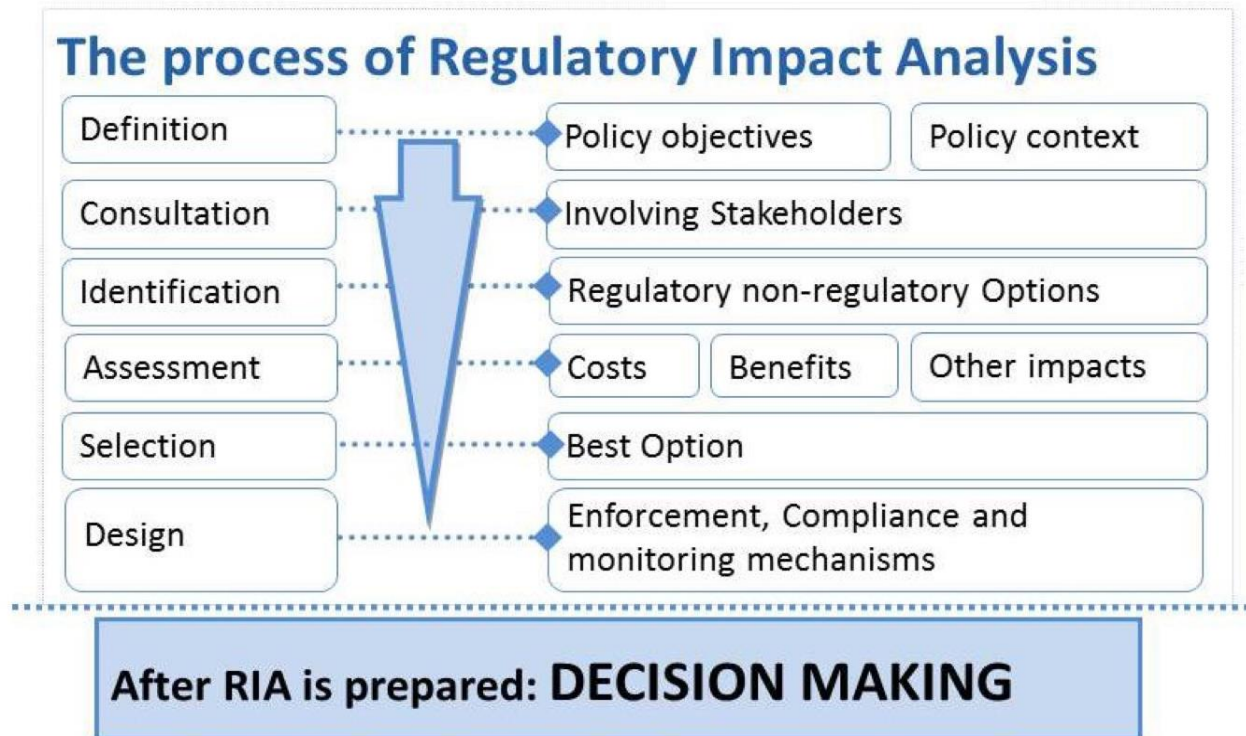 The process of Regulatory Impact Analysis
Definition
Policy objectives
Policy context
Consultation
Involving Stakeholders
Identification
Regulatory non-regulatory Options
Assessment
Costs
Benefits
Other impacts
Selection
Best Option
Design
Enforcement, Compliance and
monitoring mechanisms
After RIA is prepared: DECISION MAKING